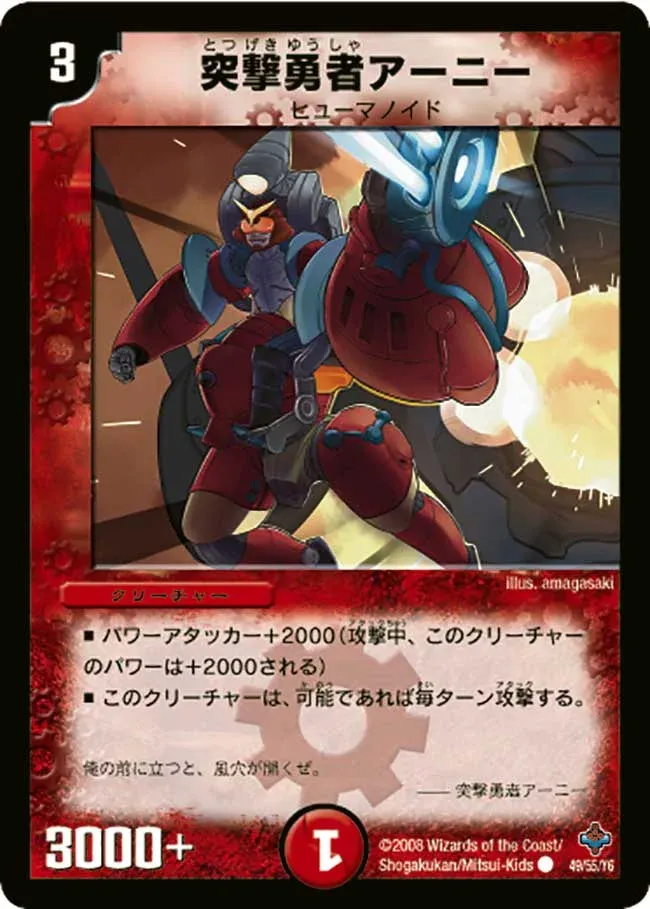 3
とつげきゆうしゃ
突撃勇者アーニー
ヒューマノイド
illus. amagasaki
クリーチャー
■ パワーアタッカー+2000(攻撃中、このクリーチャー
のパワーは+2000される)
■ このクリーチャーは、可能であれば毎ターン攻撃する。
俺の前に立つと、風穴が開くぜ。
―― 突撃勇者アーニー
3000+
1
©2008 Wizards of the Coast/
Shogakukan/Mitsui-Kids
49/55/Y6